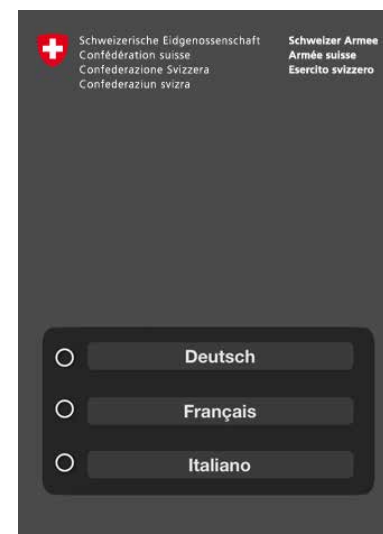 Schweizerische Eidgenossenschaft
Confédération suisse
Confederazione Svizzera
Confederaziun svizra
Schweizer Armee
Armée suisse
Esercito svizzero
Deutsch
Français
Italiano